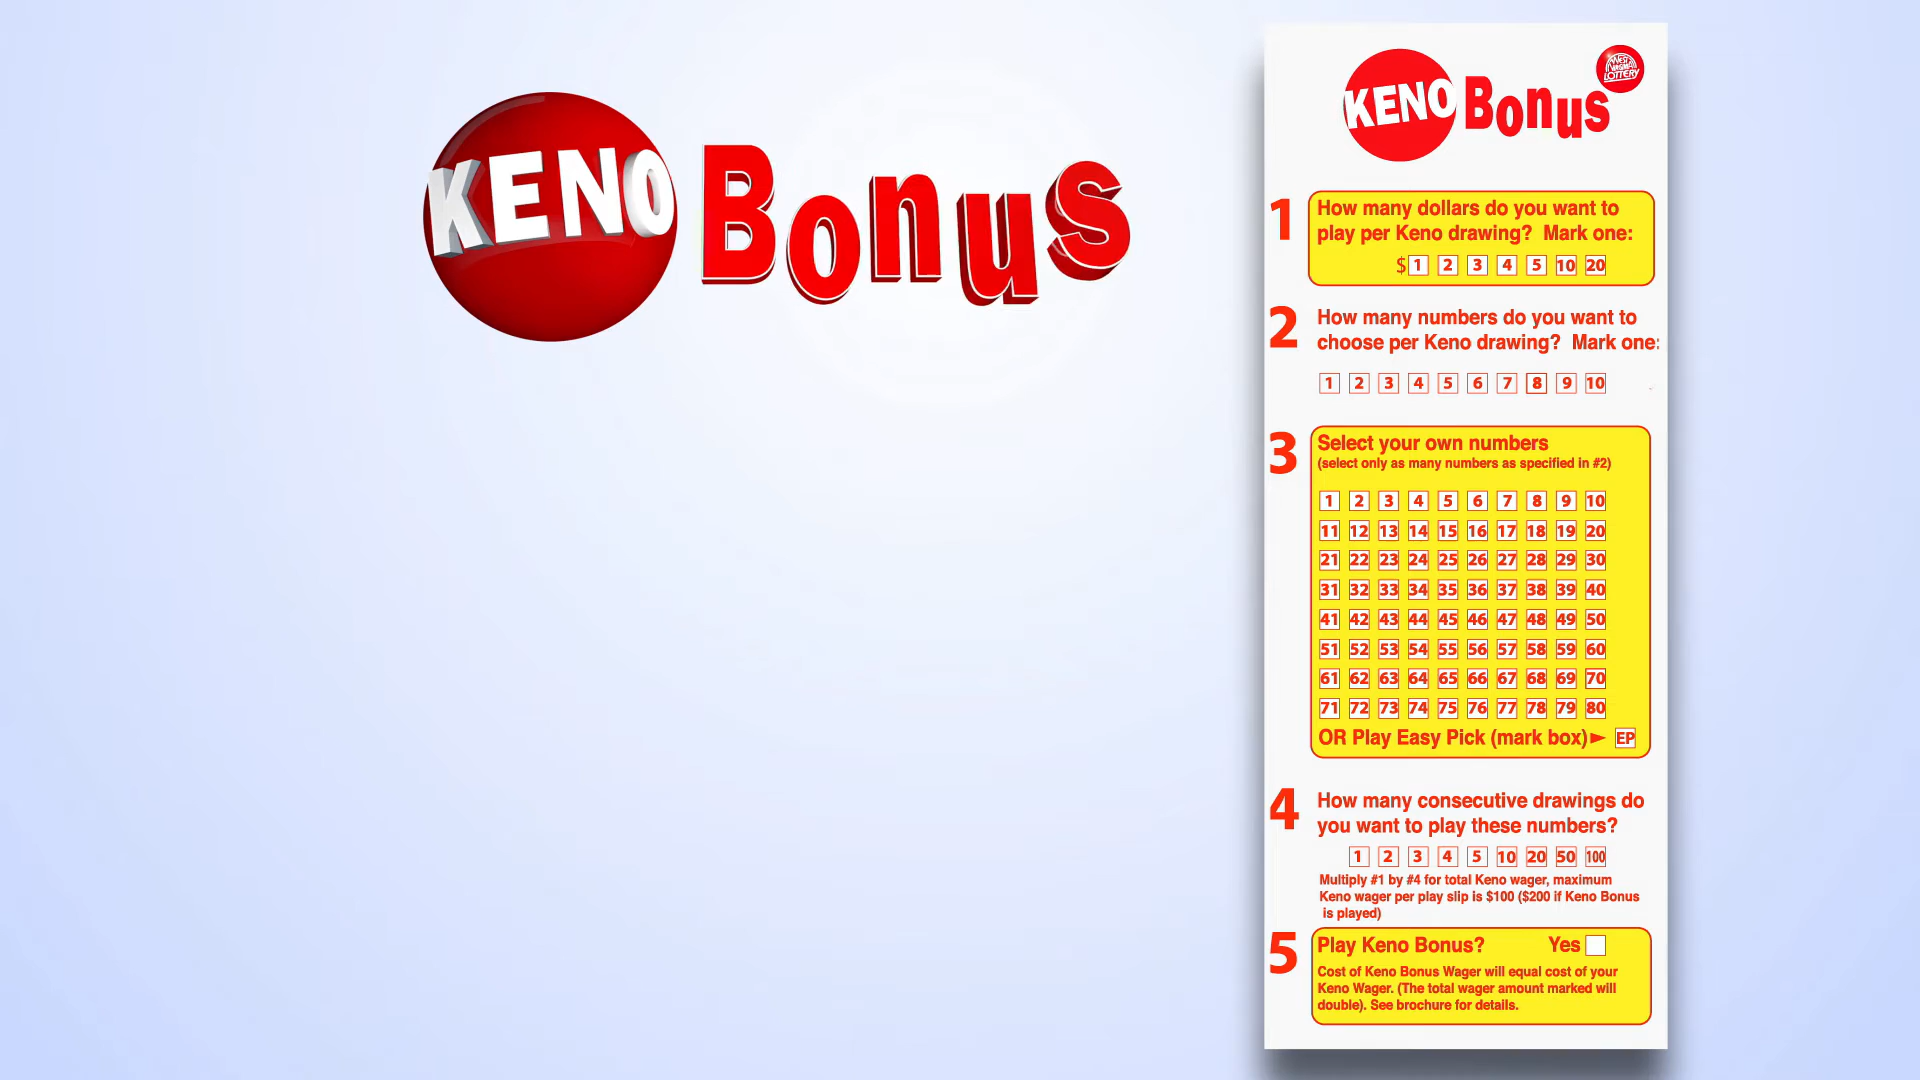 KENO Bonus
KENO Bonus
WEST VIRGINIA LOTTERY
1 How many dollars do you want to
play per Keno drawing? Mark one:
$ 1 2 3 4 5 10 20
2 How many numbers do you want to
choose per Keno drawing? Mark one:
1 2 3 4 5 6 7 8 9 10
3 Select your own numbers
(select only as many numbers as specified in #2)
1 2 3 4 5 6 7 8 9 10
11 12 13 14 15 16 17 18 19 20
21 22 23 24 25 26 27 28 29 30
31 32 33 34 35 36 37 38 39 40
41 42 43 44 45 46 47 48 49 50
51 52 53 54 55 56 57 58 59 60
61 62 63 64 65 66 67 68 69 70
71 72 73 74 75 76 77 78 79 80
OR Play Easy Pick (mark box)► EP
4 How many consecutive drawings do
you want to play these numbers?
1 2 3 4 5 10 20 50 100
Multiply #1 by #4 for total Keno wager, maximum
Keno wager per play slip is $100 ($200 if Keno Bonus
is played)
5 Play Keno Bonus? Yes
Cost of Keno Bonus Wager will equal cost of your
Keno Wager. (The total wager amount marked will
double). See brochure for details.